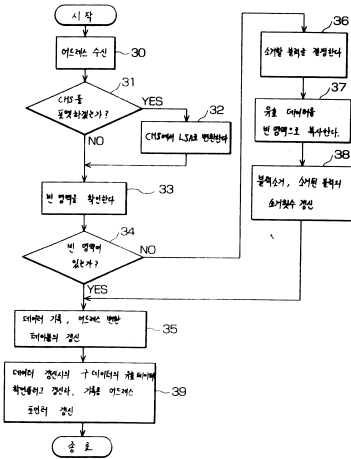 시작
어드레스 수신
30
31
CHS를
포맷하겠는가?
YES
NO
32
CHS에서 LSA로 변환한다
33
빈 영역을 확인한다
34
빈 영역이
있는가?
NO
YES
36
소거할 블럭을 결정한다
37
유효 데이터를
빈 영역으로 복사한다.
38
블럭소거, 소거된 블럭의
소거횟수 갱신
데이터 기록, 어드레스 변환
테이블의 갱신
35
데이터 갱신시의 구 데이터의 유효 데이터
확인플러그 갱신과, 기록용 어드레스
포인터 갱신
39
종료